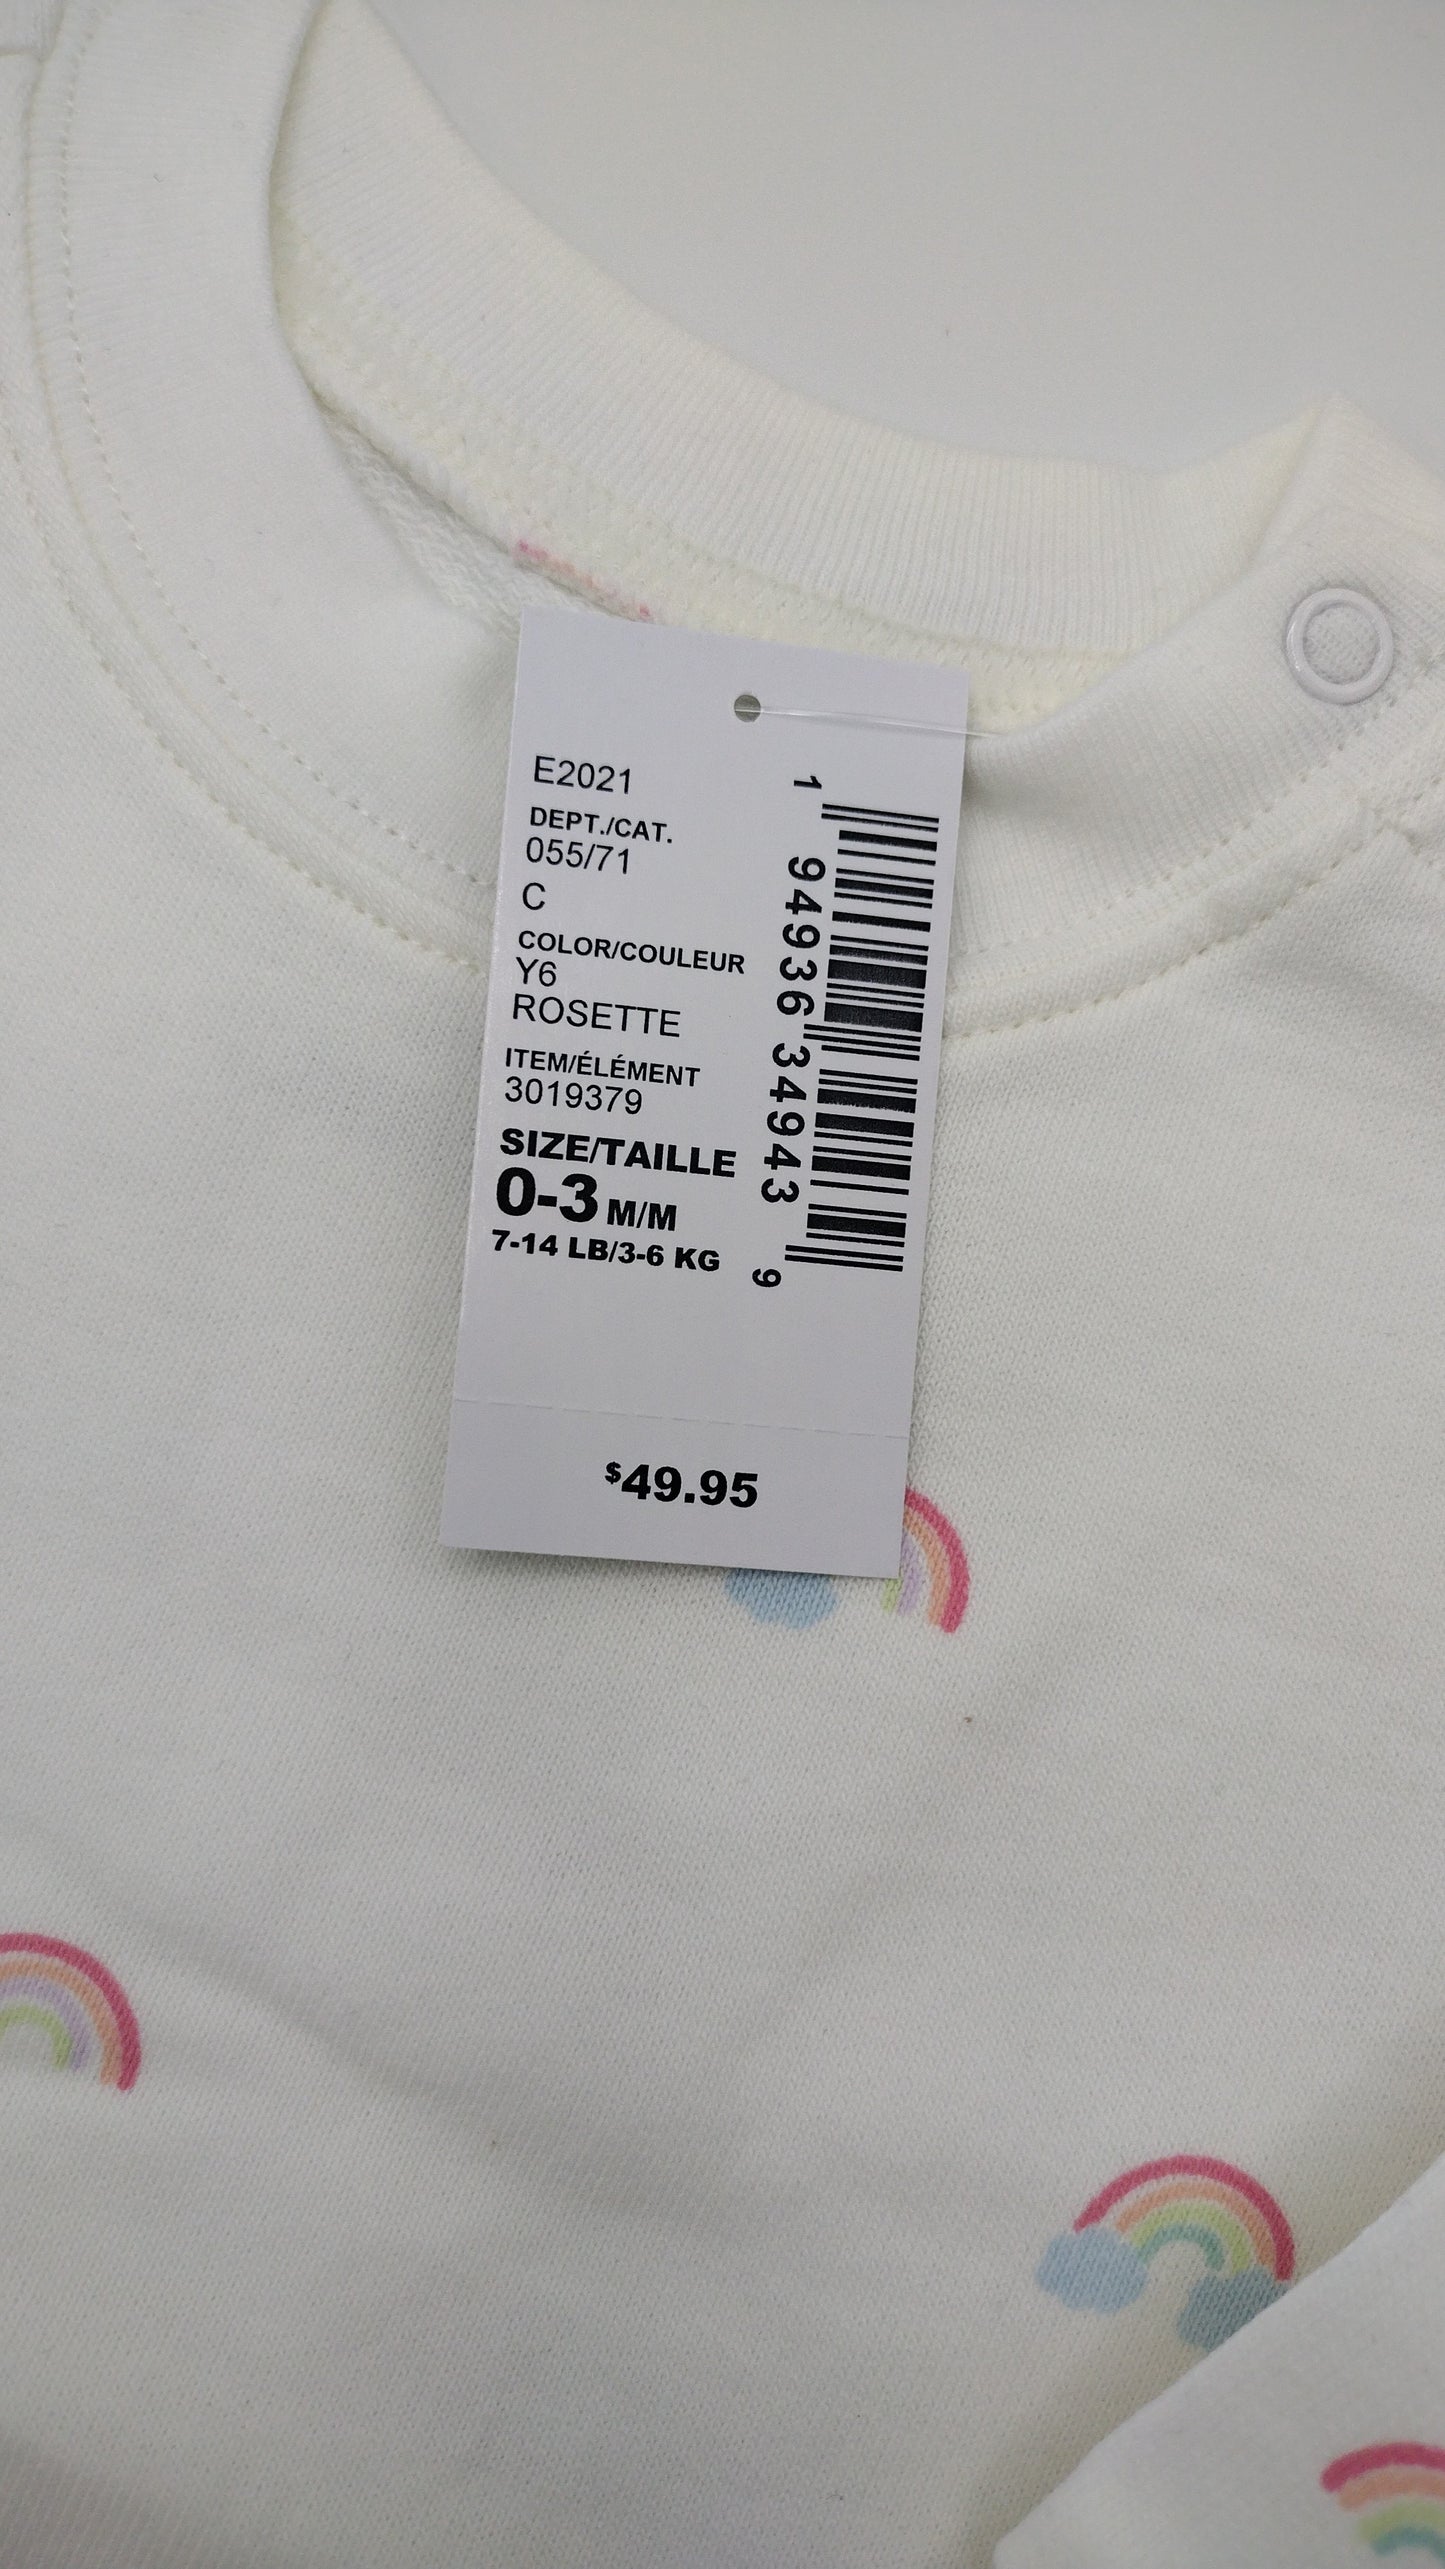 E2021
DEPT./CAT.
055/71
C
COLOR/COULEUR
Y6
ROSETTE
ITEM/ÉLÉMENT
3019379
SIZE/TAILLE
0-3 M/M
7-14 LB/3-6 KG
1 94936 34943 9
$49.95